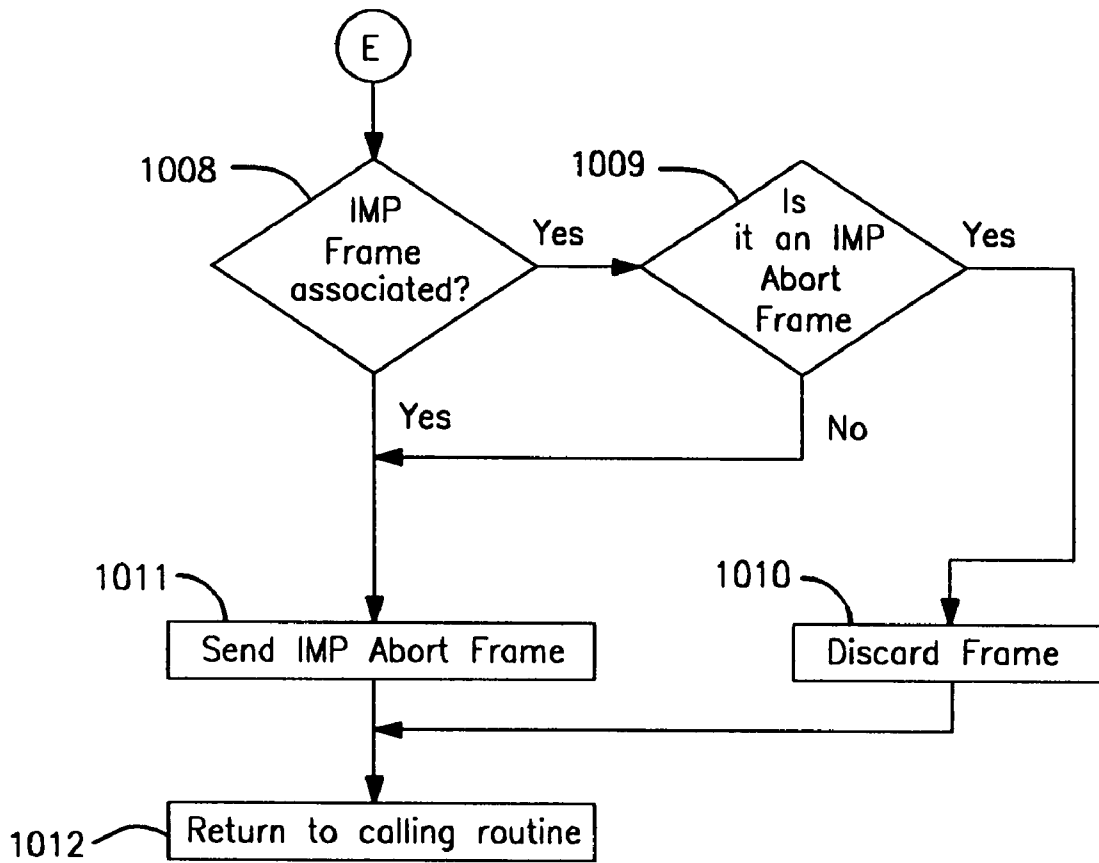 E
1008
IMP
Frame
associated?
Yes
1009
Is
it an IMP
Abort
Frame
Yes
Yes
No
1011
Send IMP Abort Frame
1010
Discard Frame
1012
Return to calling routine